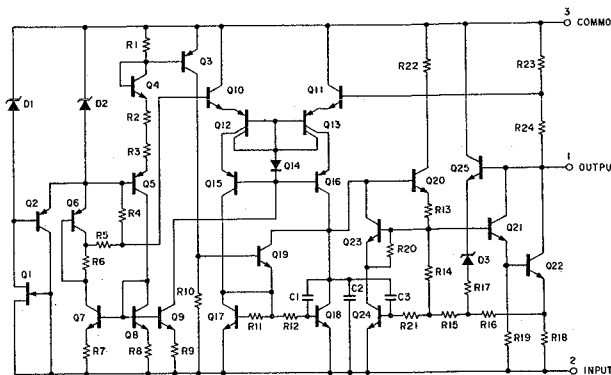 3
COMMO
R1
Q3
R22
R23
Q4
D1
D2
Q10
Q11
R2
R24
Q12
Q13
R3
Q14
Q25
1
OUTPU
Q2
Q6
Q5
Q15
Q16
Q20
R4
R13
R5
Q23
Q21
R6
Q19
R20
D3
Q22
Q1
R10
R14
C1
C2
C3
R17
Q7
Q8
Q9
Q17
R11
R12
Q18
Q24
R21
R15
R16
R7
R8
R9
R19
R18
2
INPUT